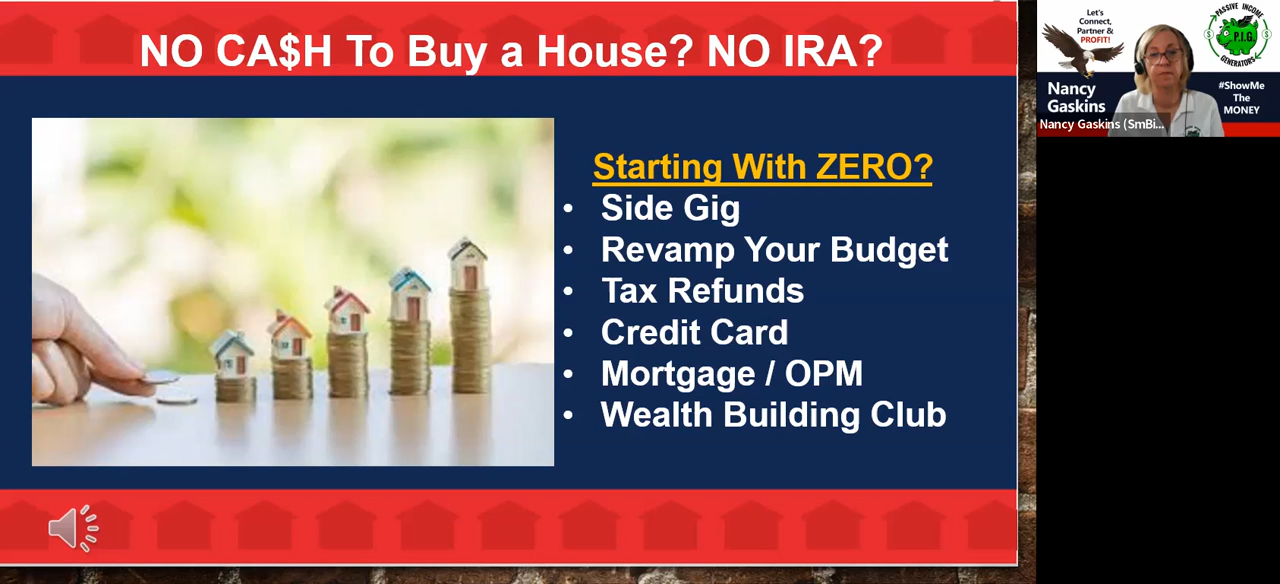 NO CA$H To Buy a House? NO IRA?
Starting With ZERO?
• Side Gig
• Revamp Your Budget
• Tax Refunds
• Credit Card
• Mortgage / OPM
• Wealth Building Club
Let's
Connect,
Partner &
PROFIT!
PASSIVE INCOME
P.I.G.
GENERATORS
Nancy
Gaskins
#ShowMe
The
MONEY
Nancy Gaskins (SmBi...